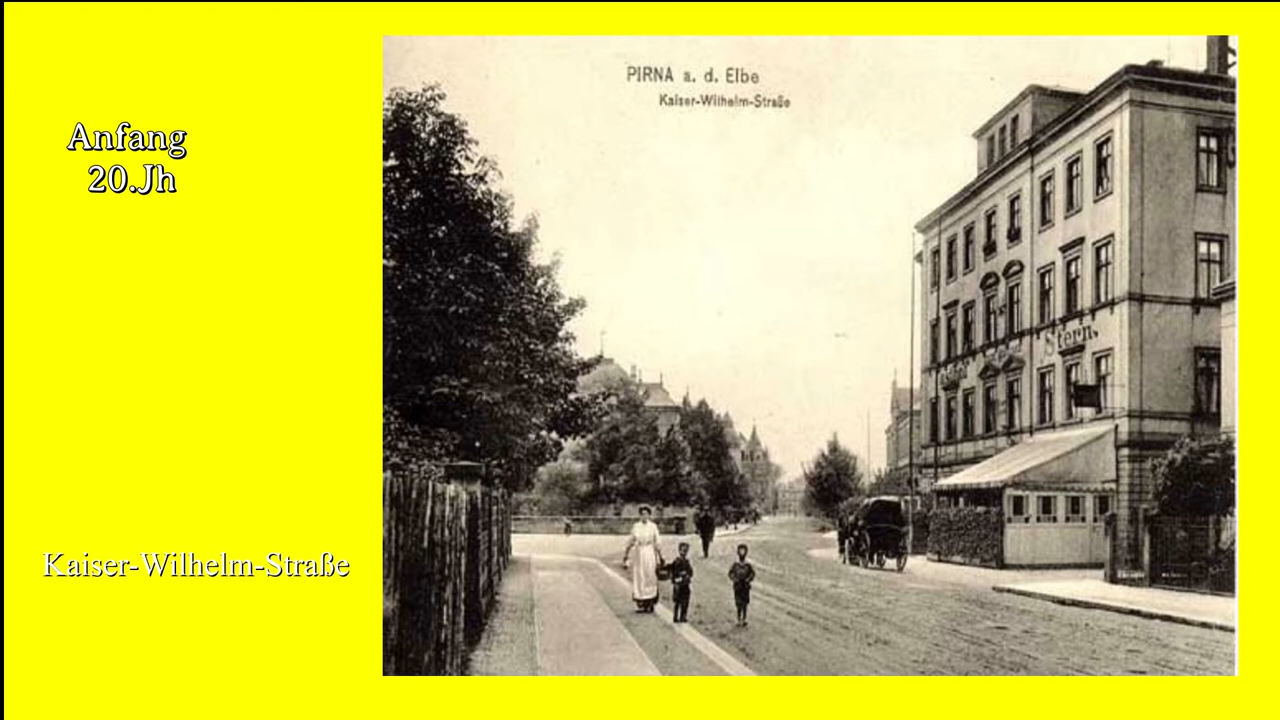 Anfang
20.Jh
PIRNA a. d. Elbe
Kaiser-Wilhelm-Straße
Stern.
Kaiser-Wilhelm-Straße